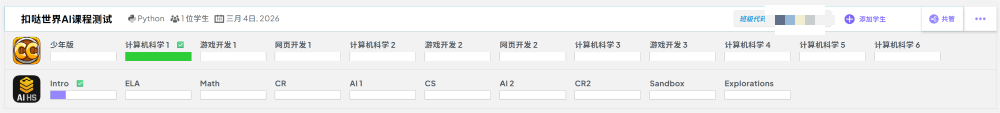 扣哒世界AI课程测试 Python 1 位学生 三月 4日, 2026 班级代码 添加学生 共管
CC 少年版 计算机科学 1 游戏开发 1 网页开发 1 计算机科学 2 游戏开发 2 网页开发 2 计算机科学 3 游戏开发 3 计算机科学 4 计算机科学 5 计算机科学 6
AI HS Intro ELA Math CR AI 1 CS AI 2 CR2 Sandbox Explorations